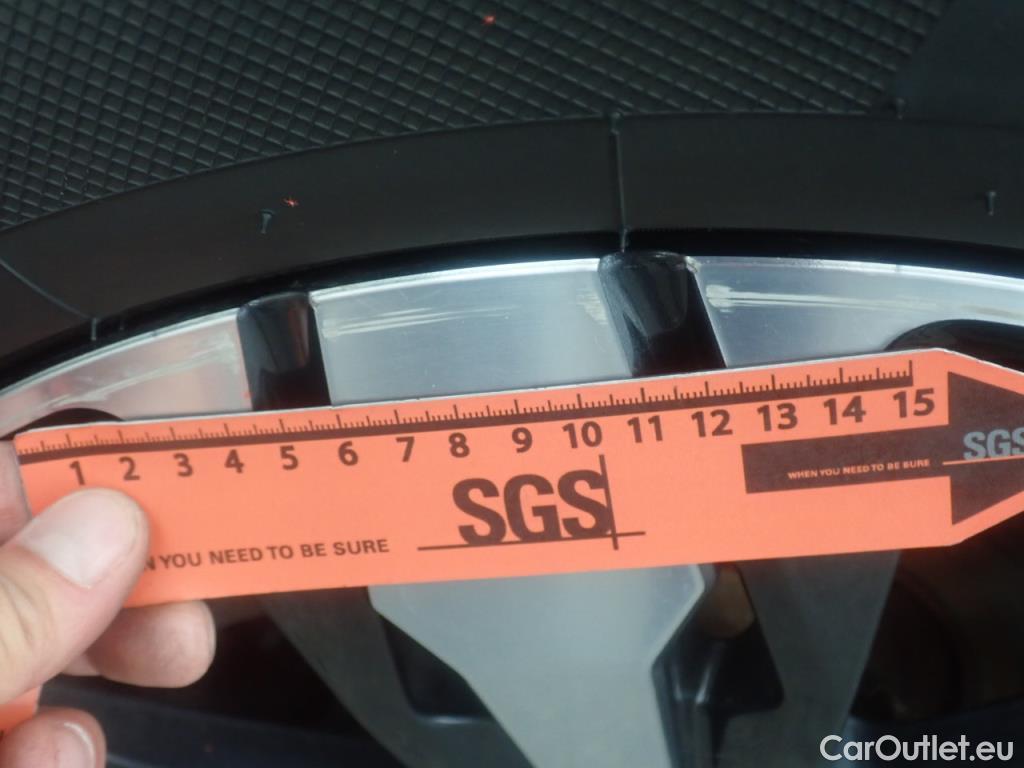 1 2 3 4 5 6 7 8 9 10 11 12 13 14 15
SGS
WHEN YOU NEED TO BE SURE
SGS
N YOU NEED TO BE SURE
CarOutlet.eu